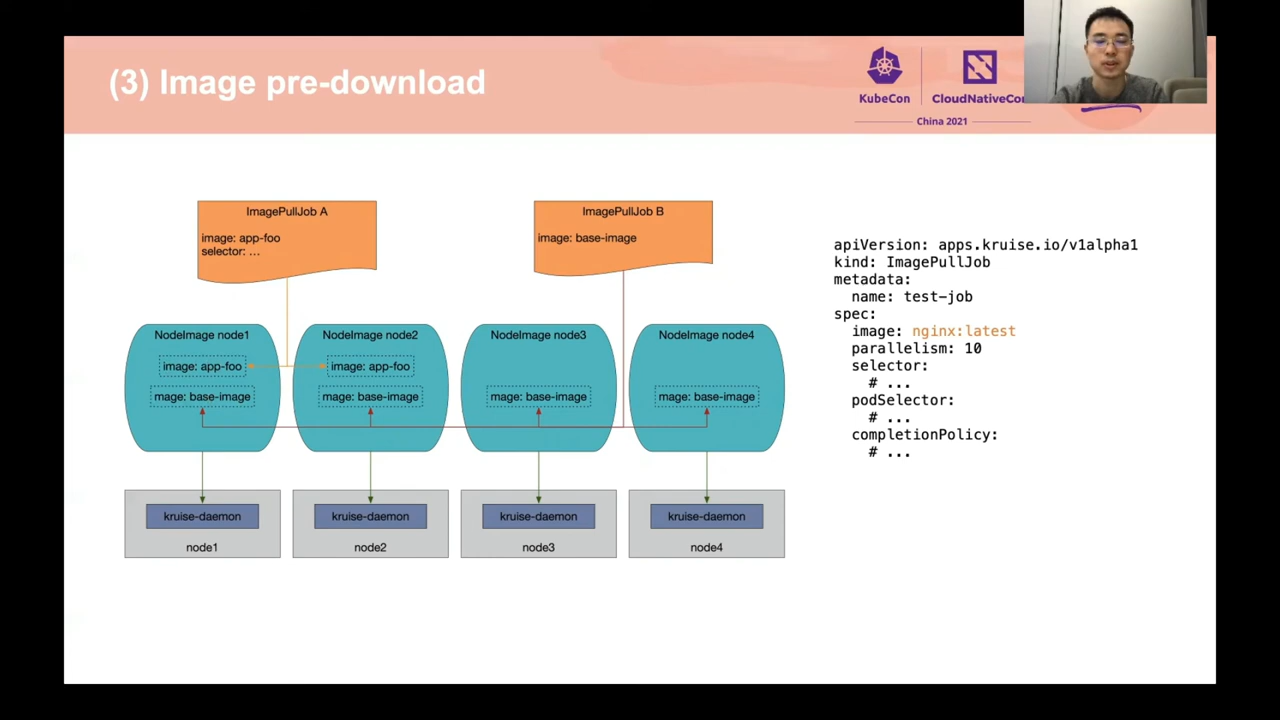 (3) Image pre-download
KubeCon
CloudNativeCon
China 2021
ImagePullJob A
image: app-foo
selector: ...
ImagePullJob B
image: base-image
NodeImage node1
image: app-foo
mage: base-image
NodeImage node2
image: app-foo
mage: base-image
NodeImage node3
mage: base-image
NodeImage node4
mage: base-image
kruise-daemon
node1
kruise-daemon
node2
kruise-daemon
node3
kruise-daemon
node4
apiVersion: apps.kruise.io/v1alpha1
kind: ImagePullJob
metadata:
name: test-job
spec:
image: nginx:latest
parallelism: 10
selector:
# ...
podSelector:
# ...
completionPolicy:
# ...